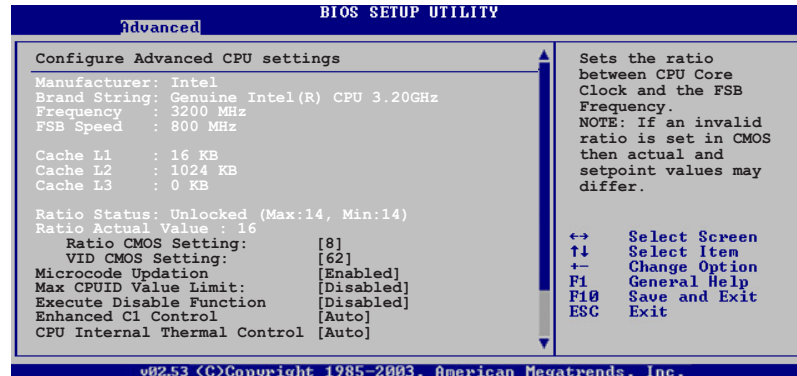 BIOS SETUP UTILITY
Advanced
Configure Advanced CPU settings
Manufacturer: Intel
Brand String: Genuine Intel(R) CPU 3.20GHz
Frequency : 3200 MHz
FSB Speed : 800 MHz
Cache L1 : 16 KB
Cache L2 : 1024 KB
Cache L3 : 0 KB
Ratio Status: Unlocked (Max:14, Min:14)
Ratio Actual Value : 16
Ratio CMOS Setting: [8]
VID CMOS Setting: [62]
Microcode Updation [Enabled]
Max CPUID Value Limit: [Disabled]
Execute Disable Function [Disabled]
Enhanced C1 Control [Auto]
CPU Internal Thermal Control [Auto]
Sets the ratio
between CPU Core
Clock and the FSB
Frequency.
NOTE: If an invalid
ratio is set in CMOS
then actual and
setpoint values may
differ.
←→ Select Screen
↑↓ Select Item
+- Change Option
F1 General Help
F10 Save and Exit
ESC Exit
v02.53 (C)Copyright 1985-2003, American Megatrends, Inc.